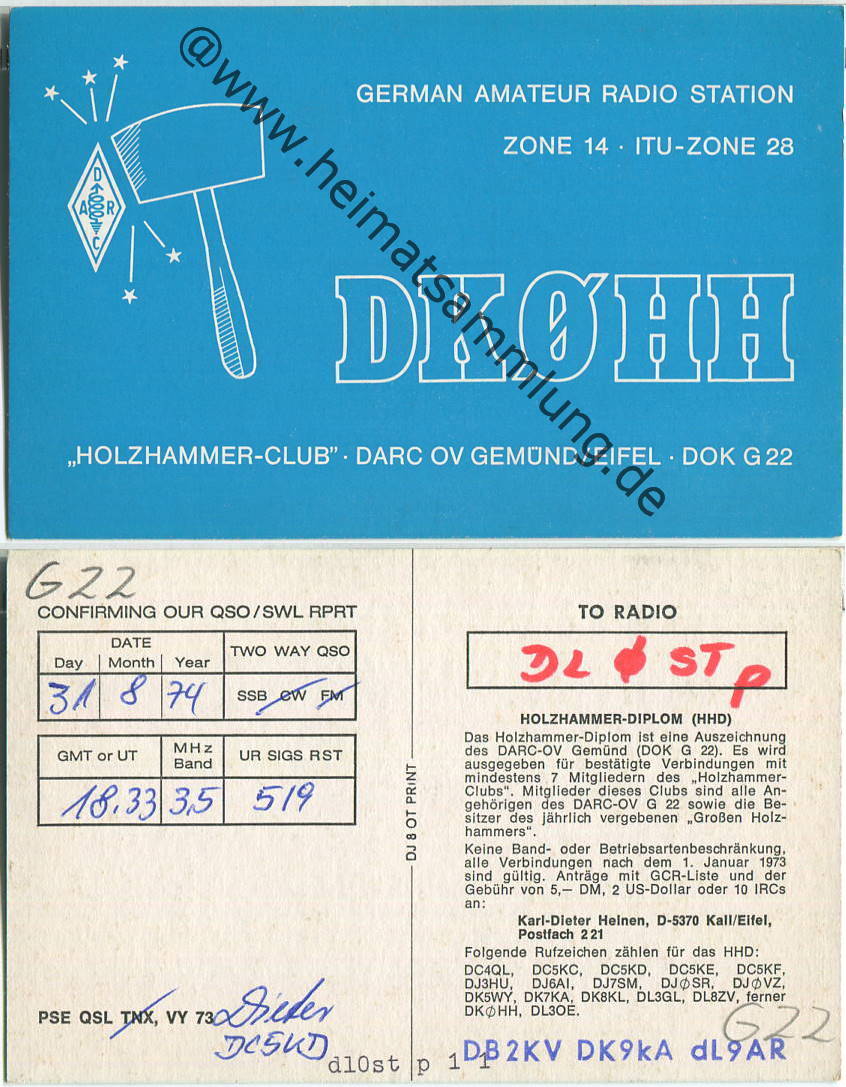 @www.heimatsammlung.de
GERMAN AMATEUR RADIO STATION
ZONE 14 · ITU-ZONE 28
D
A R
C
DKØHH
„HOLZHAMMER-CLUB” · DARC OV GEMÜND/EIFEL · DOK G 22
G22
CONFIRMING OUR QSO/SWL RPRT
DATE
Day Month Year
TWO WAY QSO
31 8 74
SSB CW FM
GMT or UT
MHz Band
UR SIGS RST
18.33 3,5 519
PSE QSL TNX, VY 73 Dieter
DC5KD
dl0st p 1 1
DJ 8 OT PRINT
TO RADIO
DL Ø ST p
HOLZHAMMER-DIPLOM (HHD)
Das Holzhammer-Diplom ist eine Auszeichnung
des DARC-OV Gemünd (DOK G 22). Es wird
ausgegeben für bestätigte Verbindungen mit
mindestens 7 Mitgliedern des „Holzhammer-
Clubs”. Mitglieder dieses Clubs sind alle An-
gehörigen des DARC-OV G 22 sowie die Be-
sitzer des jährlich vergebenen „Großen Holz-
hammers”.
Keine Band- oder Betriebsartenbeschränkung,
alle Verbindungen nach dem 1. Januar 1973
sind gültig. Anträge mit GCR-Liste und der
Gebühr von 5,— DM, 2 US-Dollar oder 10 IRCs
an:
Karl-Dieter Heinen, D-5370 Kall/Eifel,
Postfach 221
Folgende Rufzeichen zählen für das HHD:
DC4QL, DC5KC, DC5KD, DC5KE, DC5KF,
DJ3HU, DJ6AI, DJ7SM, DJØSR, DJØVZ,
DK5WY, DK7KA, DK8KL, DL3GL, DL8ZV, ferner
DKØHH, DL3OE.
G22
DB2KV DK9kA dL9AR